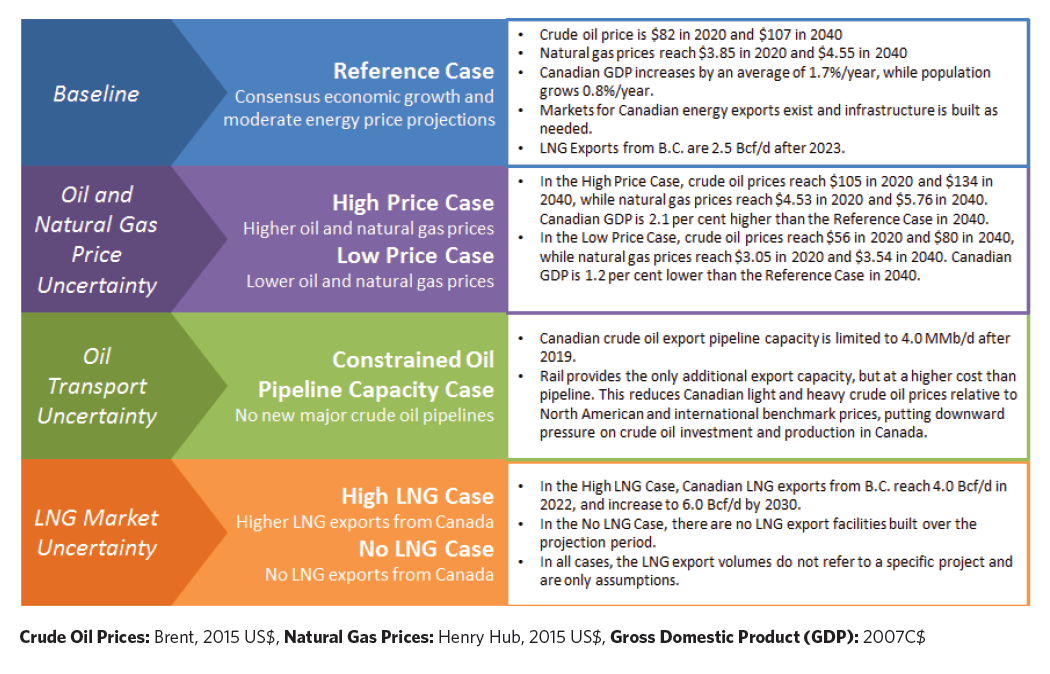 Baseline
Reference Case
Consensus economic growth and
moderate energy price projections
• Crude oil price is $82 in 2020 and $107 in 2040
• Natural gas prices reach $3.85 in 2020 and $4.55 in 2040
• Canadian GDP increases by an average of 1.7%/year, while population
grows 0.8%/year.
• Markets for Canadian energy exports exist and infrastructure is built as
needed.
• LNG Exports from B.C. are 2.5 Bcf/d after 2023.
Oil and
Natural Gas
Price
Uncertainty
High Price Case
Higher oil and natural gas prices
Low Price Case
Lower oil and natural gas prices
• In the High Price Case, crude oil prices reach $105 in 2020 and $134 in
2040, while natural gas prices reach $4.53 in 2020 and $5.76 in 2040.
Canadian GDP is 2.1 per cent higher than the Reference Case in 2040.
• In the Low Price Case, crude oil prices reach $56 in 2020 and $80 in 2040,
while natural gas prices reach $3.05 in 2020 and $3.54 in 2040. Canadian
GDP is 1.2 per cent lower than the Reference Case in 2040.
Oil
Transport
Uncertainty
Constrained Oil
Pipeline Capacity Case
No new major crude oil pipelines
• Canadian crude oil export pipeline capacity is limited to 4.0 MMb/d after
2019.
• Rail provides the only additional export capacity, but at a higher cost than
pipeline. This reduces Canadian light and heavy crude oil prices relative to
North American and international benchmark prices, putting downward
pressure on crude oil investment and production in Canada.
LNG Market
Uncertainty
High LNG Case
Higher LNG exports from Canada
No LNG Case
No LNG exports from Canada
• In the High LNG Case, Canadian LNG exports from B.C. reach 4.0 Bcf/d in
2022, and increase to 6.0 Bcf/d by 2030.
• In the No LNG Case, there are no LNG export facilities built over the
projection period.
• In all cases, the LNG export volumes do not refer to a specific project and
are only assumptions.
Crude Oil Prices: Brent, 2015 US$, Natural Gas Prices: Henry Hub, 2015 US$, Gross Domestic Product (GDP): 2007C$